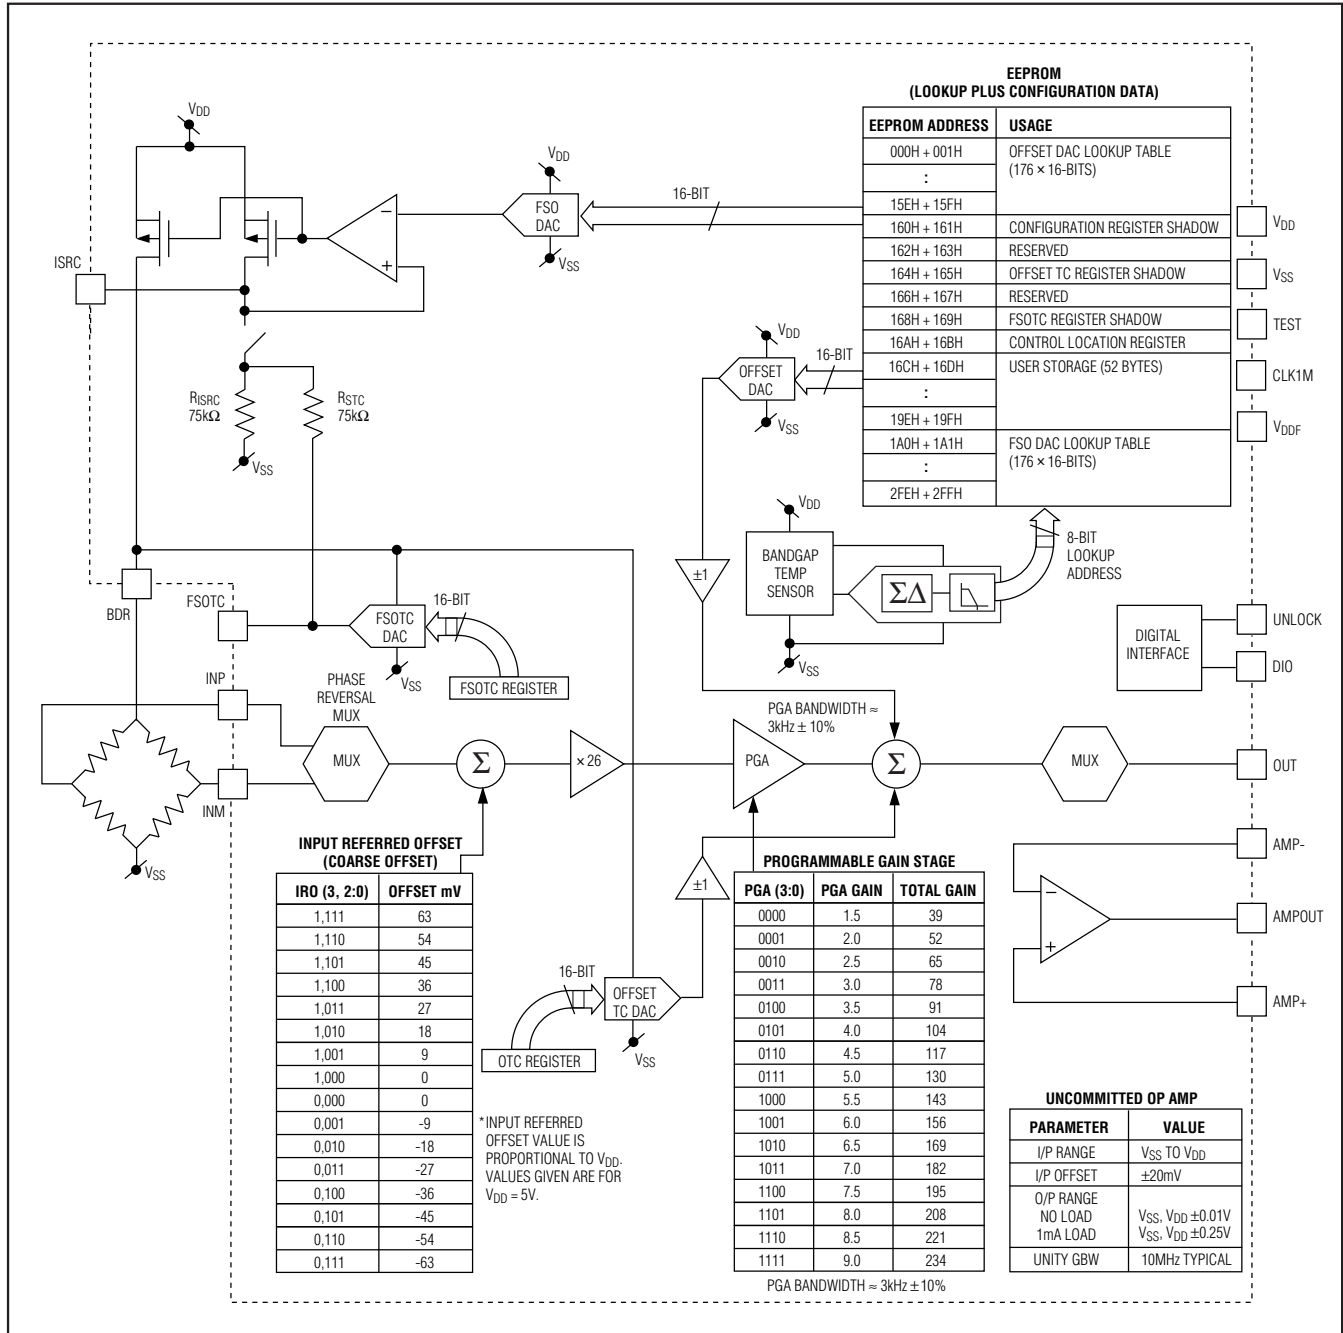 EEPROM
(LOOKUP PLUS CONFIGURATION DATA)
EEPROM ADDRESS USAGE
000H + 001H OFFSET DAC LOOKUP TABLE
(176 × 16-BITS)
:
15EH + 15FH
160H + 161H CONFIGURATION REGISTER SHADOW
162H + 163H RESERVED
164H + 165H OFFSET TC REGISTER SHADOW
166H + 167H RESERVED
168H + 169H FSOTC REGISTER SHADOW
16AH + 16BH CONTROL LOCATION REGISTER
16CH + 16DH USER STORAGE (52 BYTES)
:
19EH + 19FH
1A0H + 1A1H FSO DAC LOOKUP TABLE
(176 × 16-BITS)
:
2FEH + 2FFH
VDD
VDD
FSO
DAC
VSS
16-BIT
−
+
ISRC
RISRC
75kΩ
RSTC
75kΩ
VSS
VDD
OFFSET
DAC
VSS
16-BIT
VDD
VSS
TEST
CLK1M
VDDF
VDD
BANDGAP
TEMP
SENSOR
ΣΔ
VSS
8-BIT
LOOKUP
ADDRESS
±1
BDR
FSOTC
FSOTC
DAC
16-BIT
VSS
FSOTC REGISTER
DIGITAL
INTERFACE
UNLOCK
DIO
INP
INM
VSS
PHASE
REVERSAL
MUX
MUX
Σ
× 26
PGA BANDWIDTH ≈
3kHz ± 10%
PGA
Σ
MUX
OUT
INPUT REFERRED OFFSET
(COARSE OFFSET)
IRO (3, 2:0) OFFSET mV
1,111 63
1,110 54
1,101 45
1,100 36
1,011 27
1,010 18
1,001 9
1,000 0
0,000 0
0,001 -9
0,010 -18
0,011 -27
0,100 -36
0,101 -45
0,110 -54
0,111 -63
*INPUT REFERRED
OFFSET VALUE IS
PROPORTIONAL TO VDD.
VALUES GIVEN ARE FOR
VDD = 5V.
16-BIT
OFFSET
TC DAC
VSS
OTC REGISTER
±1
PROGRAMMABLE GAIN STAGE
PGA (3:0) PGA GAIN TOTAL GAIN
0000 1.5 39
0001 2.0 52
0010 2.5 65
0011 3.0 78
0100 3.5 91
0101 4.0 104
0110 4.5 117
0111 5.0 130
1000 5.5 143
1001 6.0 156
1010 6.5 169
1011 7.0 182
1100 7.5 195
1101 8.0 208
1110 8.5 221
1111 9.0 234
PGA BANDWIDTH ≈ 3kHz ± 10%
AMP-
−
AMPOUT
+
AMP+
UNCOMMITTED OP AMP
PARAMETER VALUE
I/P RANGE VSS TO VDD
I/P OFFSET ±20mV
O/P RANGE
NO LOAD VSS, VDD ±0.01V
1mA LOAD VSS, VDD ±0.25V
UNITY GBW 10MHz TYPICAL